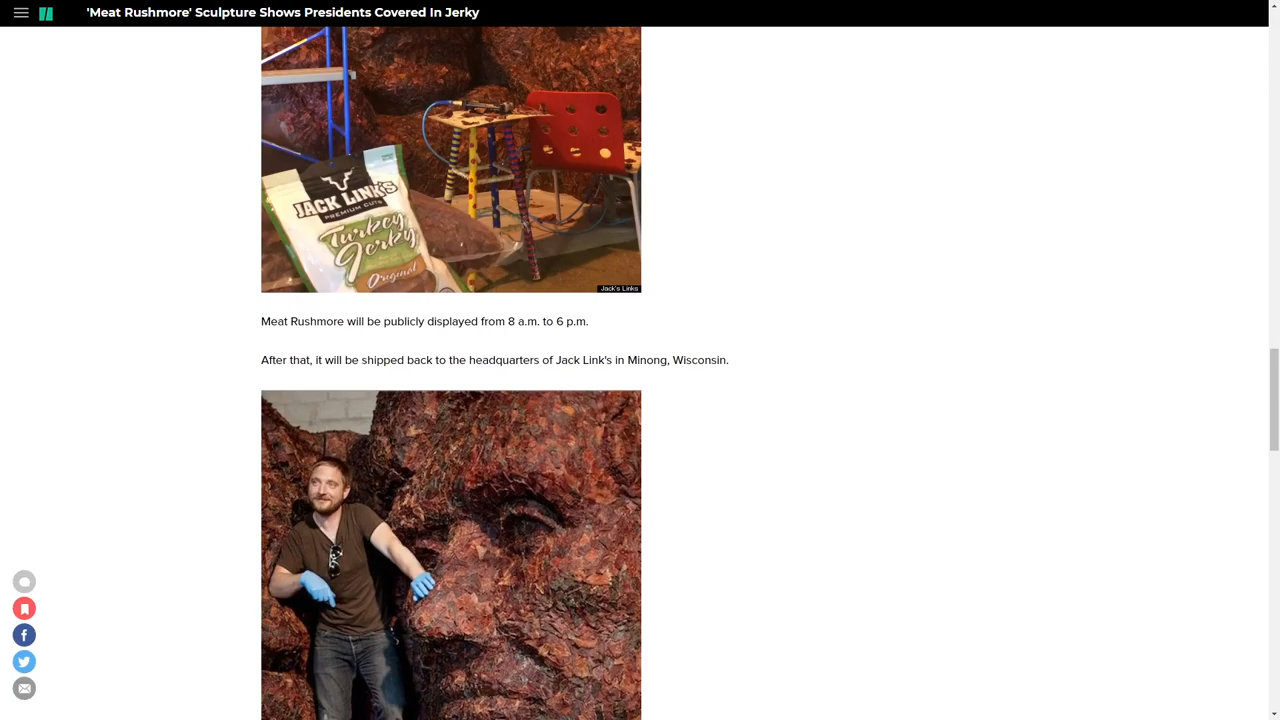 'Meat Rushmore' Sculpture Shows Presidents Covered In Jerky
JACK LINK'S
PREMIUM CUTS
Turkey
Jerky
Original
Jack's Links
Meat Rushmore will be publicly displayed from 8 a.m. to 6 p.m.
After that, it will be shipped back to the headquarters of Jack Link's in Minong, Wisconsin.